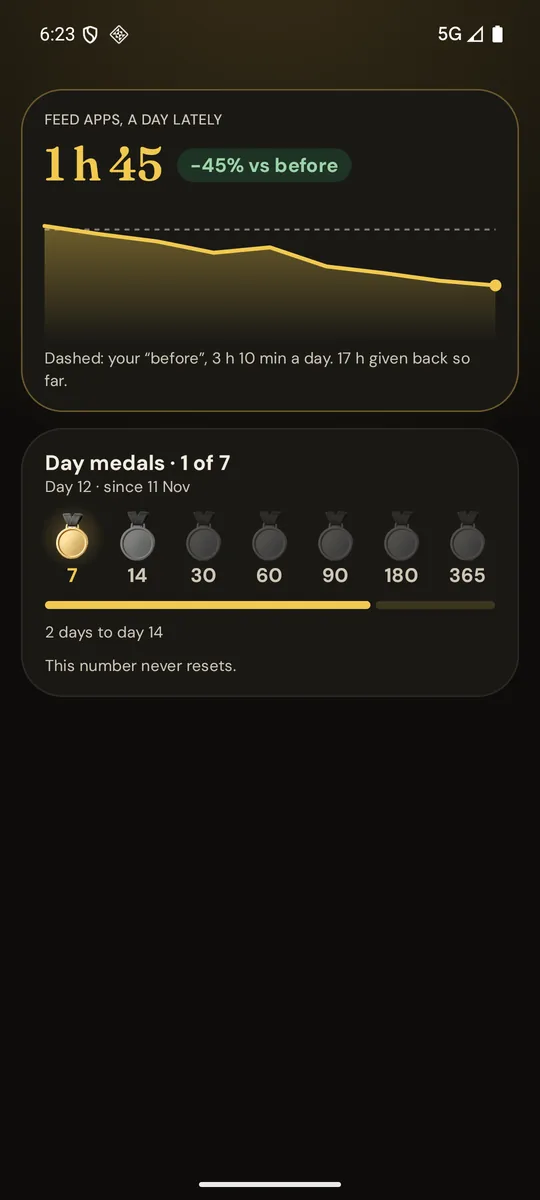 6:23
5G
FEED APPS, A DAY LATELY
1 h 45
-45% vs before
Dashed: your “before”, 3 h 10 min a day. 17 h given back so
far.
Day medals · 1 of 7
Day 12 · since 11 Nov
7 14 30 60 90 180 365
2 days to day 14
This number never resets.